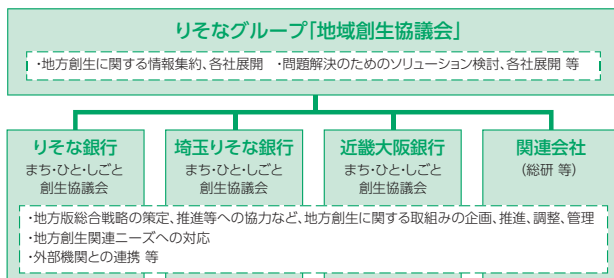 りそなグループ「地域創生協議会」
・地方創生に関する情報集約、各社展開　・問題解決のためのソリューション検討、各社展開 等
りそな銀行
まち・ひと・しごと
創生協議会
埼玉りそな銀行
まち・ひと・しごと
創生協議会
近畿大阪銀行
まち・ひと・しごと
創生協議会
関連会社
(総研 等)
・地方版総合戦略の策定、推進等への協力など、地方創生に関する取組みの企画、推進、調整、管理
・地方創生関連ニーズへの対応
・外部機関との連携 等